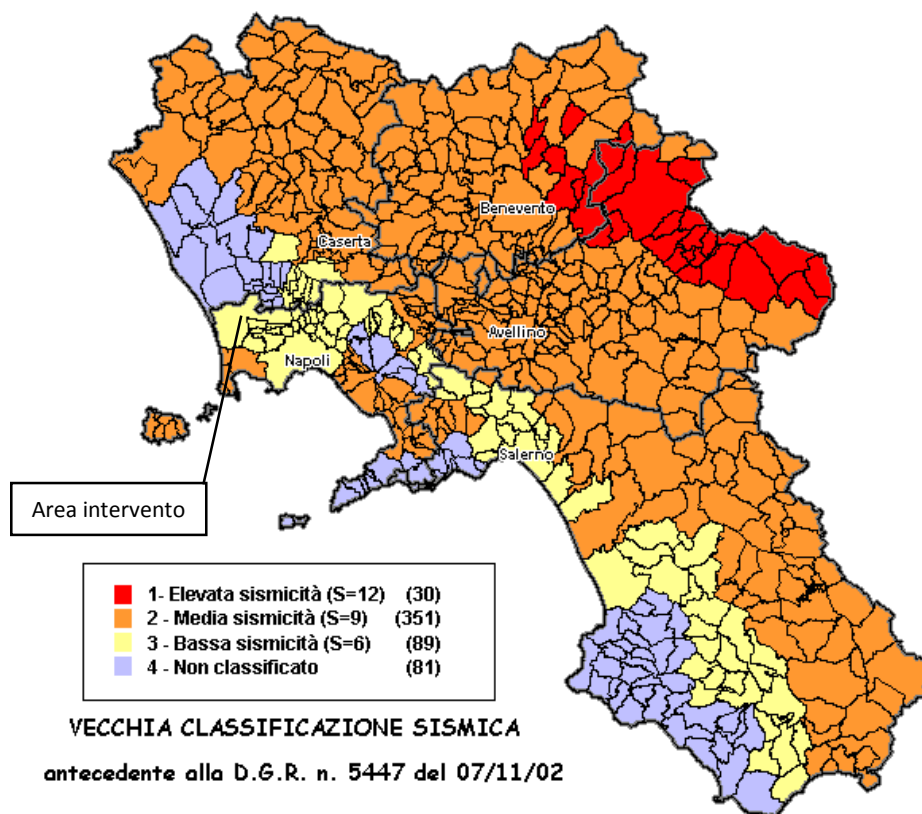 Benevento
Caserta
Avellino
Napoli
Salerno
Area intervento
1- Elevata sismicità (S=12) (30)
2 - Media sismicità (S=9) (351)
3 - Bassa sismicità (S=6) (89)
4 - Non classificato (81)
VECCHIA CLASSIFICAZIONE SISMICA
antecedente alla D.G.R. n. 5447 del 07/11/02